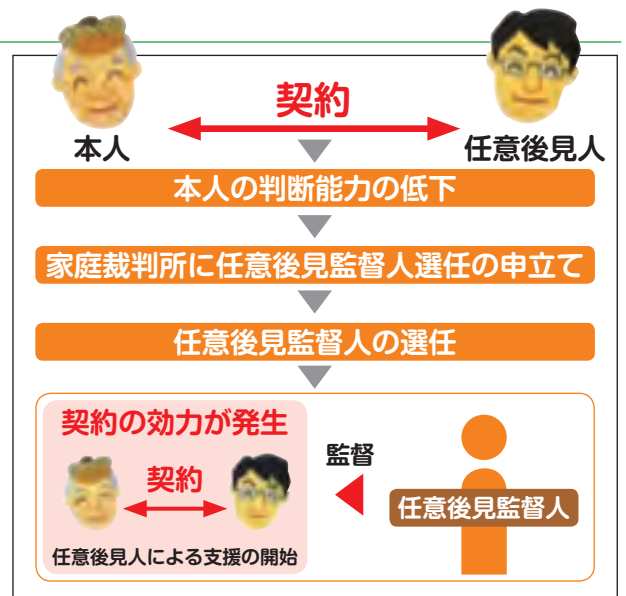 契約
本人
任意後見人
本人の判断能力の低下
家庭裁判所に任意後見監督人選任の申立て
任意後見監督人の選任
契約の効力が発生
契約
任意後見人による支援の開始
監督
任意後見監督人